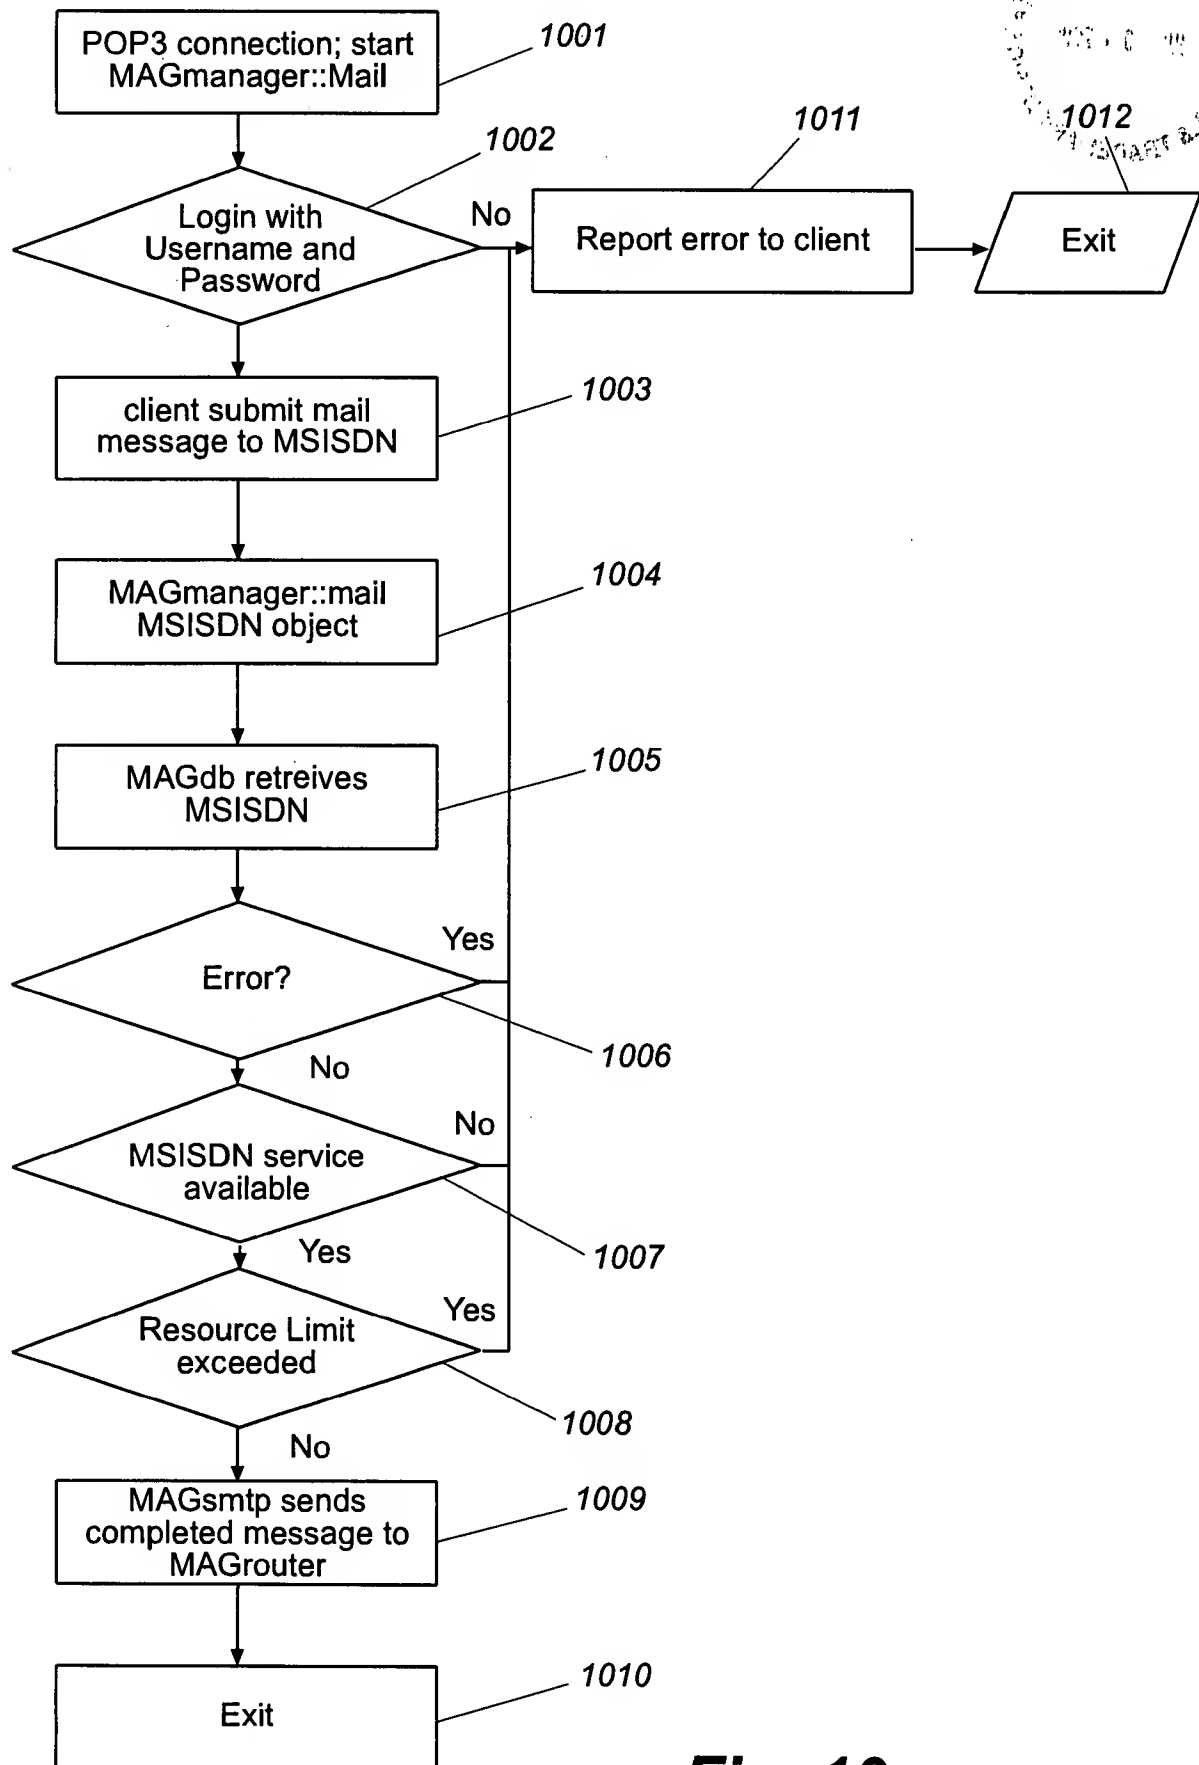 POP3 connection; start
MAGmanager::Mail
1001
1002
1011
1012
Login with
Username and
Password
No
Report error to client
Exit
client submit mail
message to MSISDN
1003
MAGmanager::mail
MSISDN object
1004
MAGdb retreives
MSISDN
1005
Error?
Yes
1006
No
MSISDN service
available
No
1007
Yes
Resource Limit
exceeded
Yes
1008
No
MAGsmtp sends
completed message to
MAGrouter
1009
Exit
1010